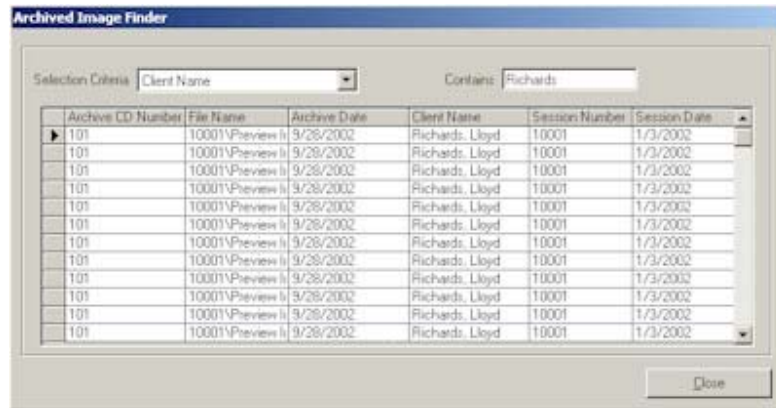 Archived Image Finder
Selection Criteria Client Name Contains Richards
Archive CD Number File Name Archive Date Client Name Session Number Session Date
101 10001\Preview I 9/28/2002 Richards, Lloyd 10001 1/3/2002
101 10001\Preview I 9/28/2002 Richards, Lloyd 10001 1/3/2002
101 10001\Preview I 9/28/2002 Richards, Lloyd 10001 1/3/2002
101 10001\Preview I 9/28/2002 Richards, Lloyd 10001 1/3/2002
101 10001\Preview I 9/28/2002 Richards, Lloyd 10001 1/3/2002
101 10001\Preview I 9/28/2002 Richards, Lloyd 10001 1/3/2002
101 10001\Preview I 9/28/2002 Richards, Lloyd 10001 1/3/2002
101 10001\Preview I 9/28/2002 Richards, Lloyd 10001 1/3/2002
101 10001\Preview I 9/28/2002 Richards, Lloyd 10001 1/3/2002
101 10001\Preview I 9/28/2002 Richards, Lloyd 10001 1/3/2002
101 10001\Preview I 9/28/2002 Richards, Lloyd 10001 1/3/2002
101 10001\Preview I 9/28/2002 Richards, Lloyd 10001 1/3/2002
Close